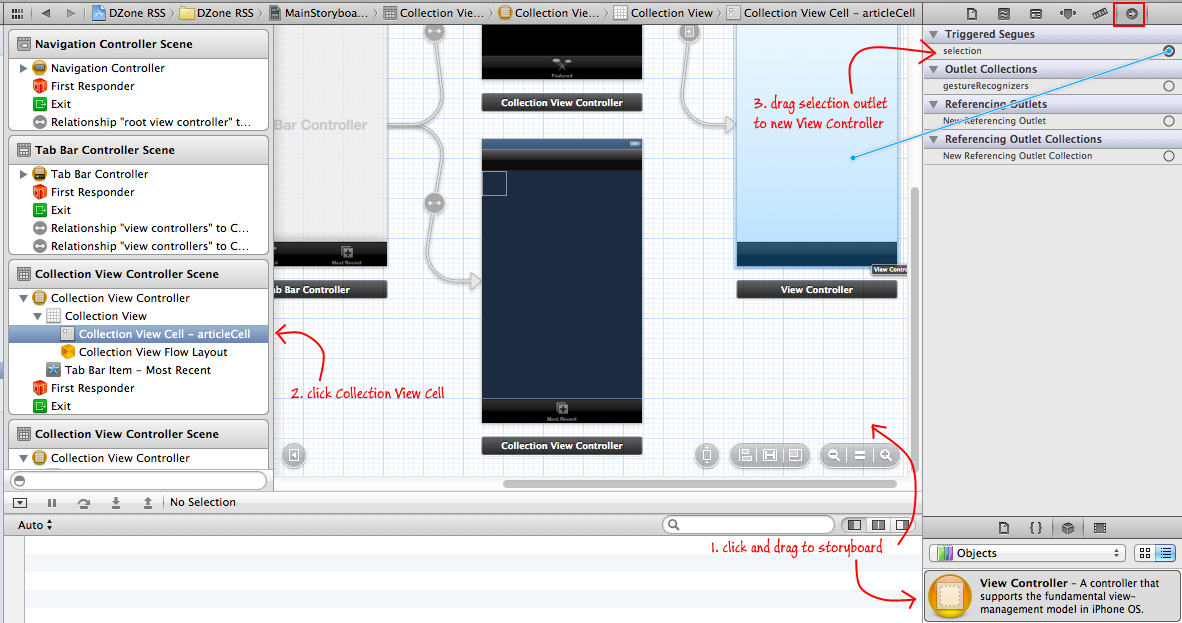 DZone RSS
DZone RSS
MainStoryboa...
Collection Vie...
Collection Vie...
Collection View
Collection View Cell – articleCell
Navigation Controller Scene
Navigation Controller
First Responder
Exit
Relationship "root view controller" t...
Tab Bar Controller Scene
Tab Bar Controller
First Responder
Exit
Relationship "view controllers" to C...
Relationship "view controllers" to C...
Collection View Controller Scene
Collection View Controller
Collection View
Collection View Cell – articleCell
Collection View Flow Layout
Tab Bar Item – Most Recent
First Responder
Exit
Collection View Controller Scene
Collection View Controller
Bar Controller
Most Recent
ab Bar Controller
Featured
Collection View Controller
Most Recent
Collection View Controller
View Contro
View Controller
2. click Collection View Cell
3. drag selection outlet
to new View Controller
1. click and drag to storyboard
Triggered Segues
selection
Outlet Collections
gestureRecognizers
Referencing Outlets
New Referencing Outlet
Referencing Outlet Collections
New Referencing Outlet Collection
No Selection
Auto
{ }
Objects
View Controller – A controller that
supports the fundamental view-
management model in iPhone OS.